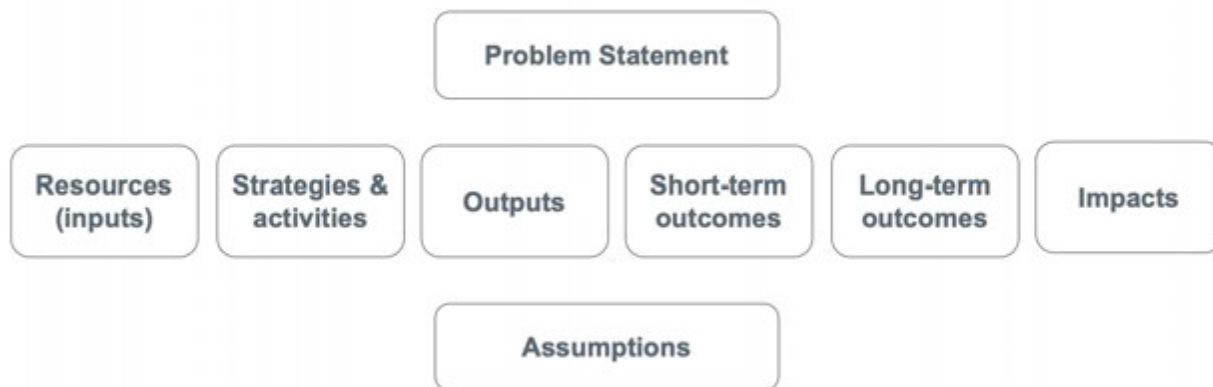 Problem Statement
Resources
(inputs)
Strategies &
activities
Outputs
Short-term
outcomes
Long-term
outcomes
Impacts
Assumptions